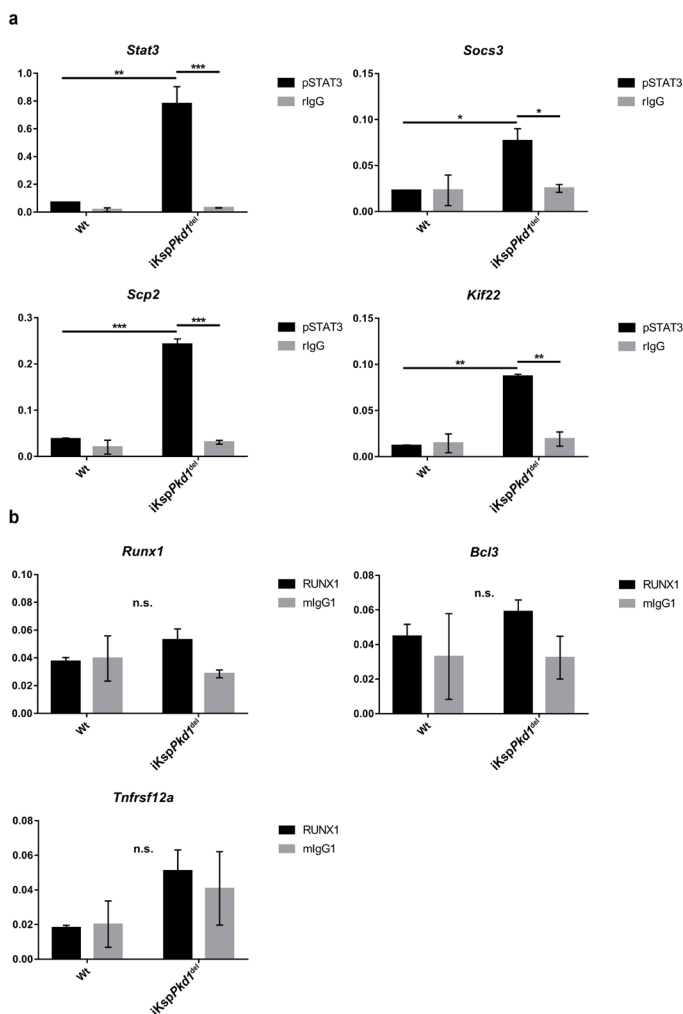 a
Stat3
1.0
0.8
0.6
0.4
0.2
0.0
** ***
Wt
iKspPkd1del
pSTAT3
rIgG
Socs3
0.15
0.10
0.05
0.00
* *
Wt
iKspPkd1del
pSTAT3
rIgG
Scp2
0.3
0.2
0.1
0.0
*** ***
Wt
iKspPkd1del
pSTAT3
rIgG
Kif22
0.15
0.10
0.05
0.00
** **
Wt
iKspPkd1del
pSTAT3
rIgG
b
Runx1
0.10
0.08
0.06
0.04
0.02
0.00
n.s.
Wt
iKspPkd1del
RUNX1
mIgG1
Bcl3
0.08
0.06
0.04
0.02
0.00
n.s.
Wt
iKspPkd1del
RUNX1
mIgG1
Tnfrsf12a
0.08
0.06
0.04
0.02
0.00
n.s.
Wt
iKspPkd1del
RUNX1
mIgG1